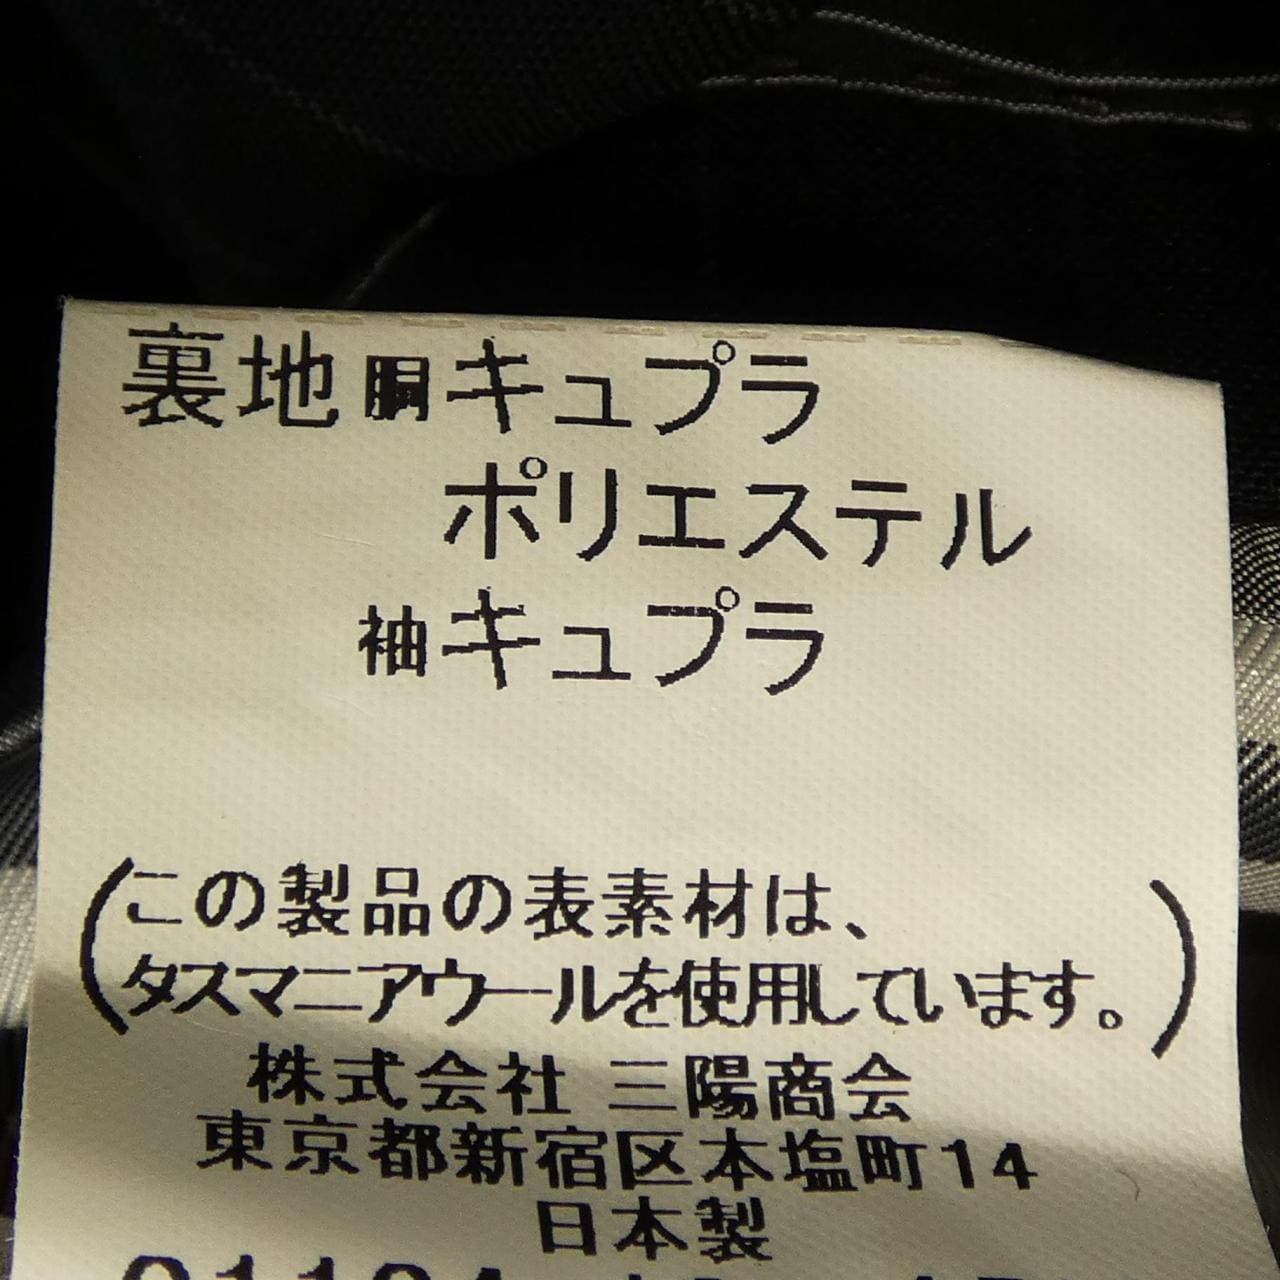 裏地 胴 キュプラ
ポリエステル
袖 キュプラ
(この製品の表素材は、
タスマニアウールを使用しています。)
株式会社 三陽商会
東京都新宿区本塩町14
日本製